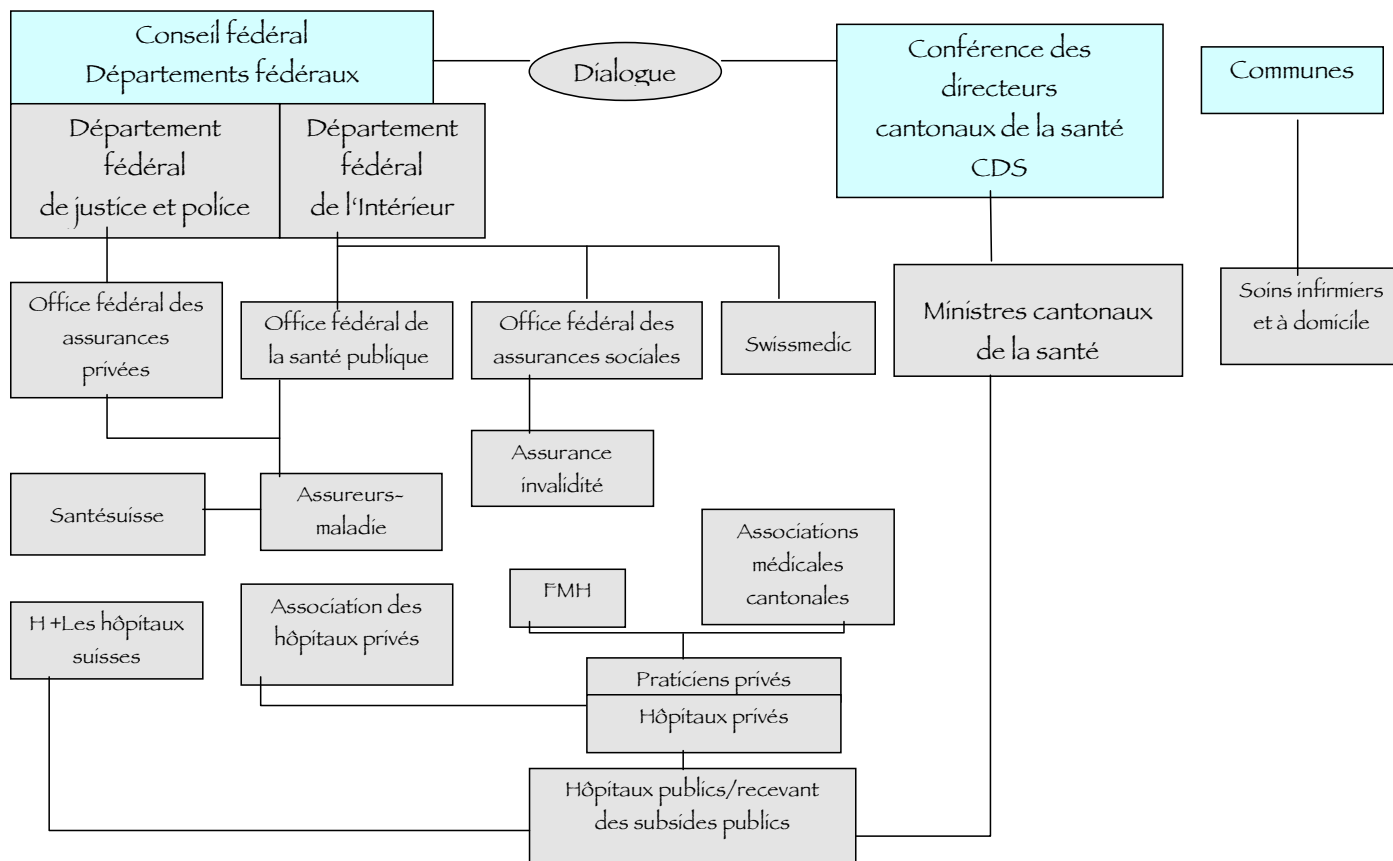 Conseil fédéral
Départements fédéraux
Dialogue
Conférence des
directeurs
cantonaux de la santé
CDS
Communes
Département
fédéral
de justice et police
Département
fédéral
de l'Intérieur
Office fédéral des
assurances
privées
Office fédéral de
la santé publique
Office fédéral des
assurances sociales
Swissmedic
Ministres cantonaux
de la santé
Soins infirmiers
et à domicile
Assurance
invalidité
Santésuisse
Assureurs-
maladie
Associations
médicales
cantonales
FMH
Association des
hôpitaux privés
H +Les hôpitaux
suisses
Praticiens privés
Hôpitaux privés
Hôpitaux publics/recevant
des subsides publics